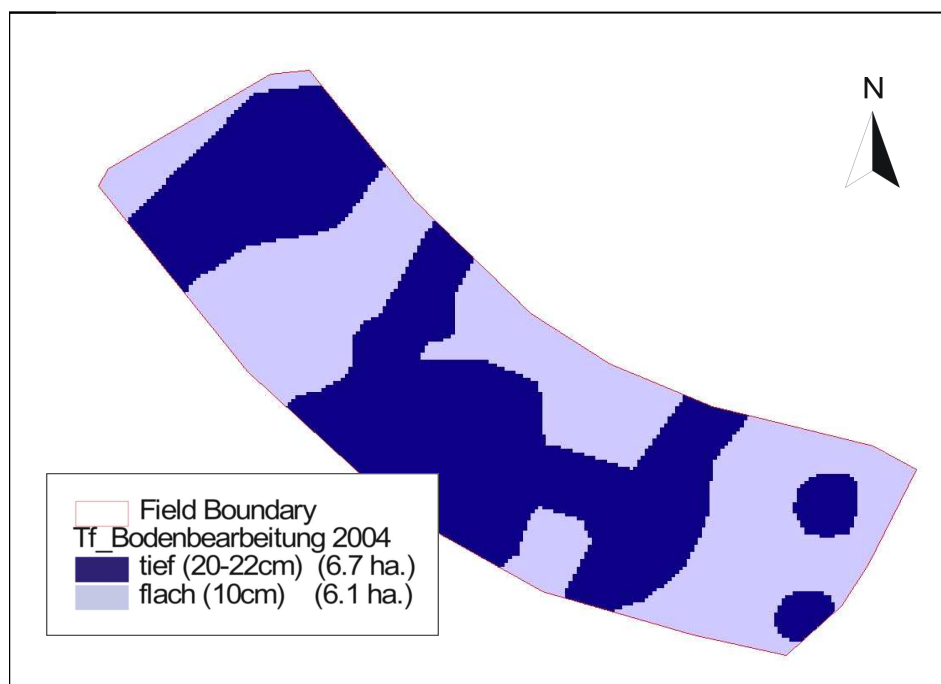 N
Field Boundary
Tf_Bodenbearbeitung 2004
tief (20-22cm) (6.7 ha.)
flach (10cm) (6.1 ha.)